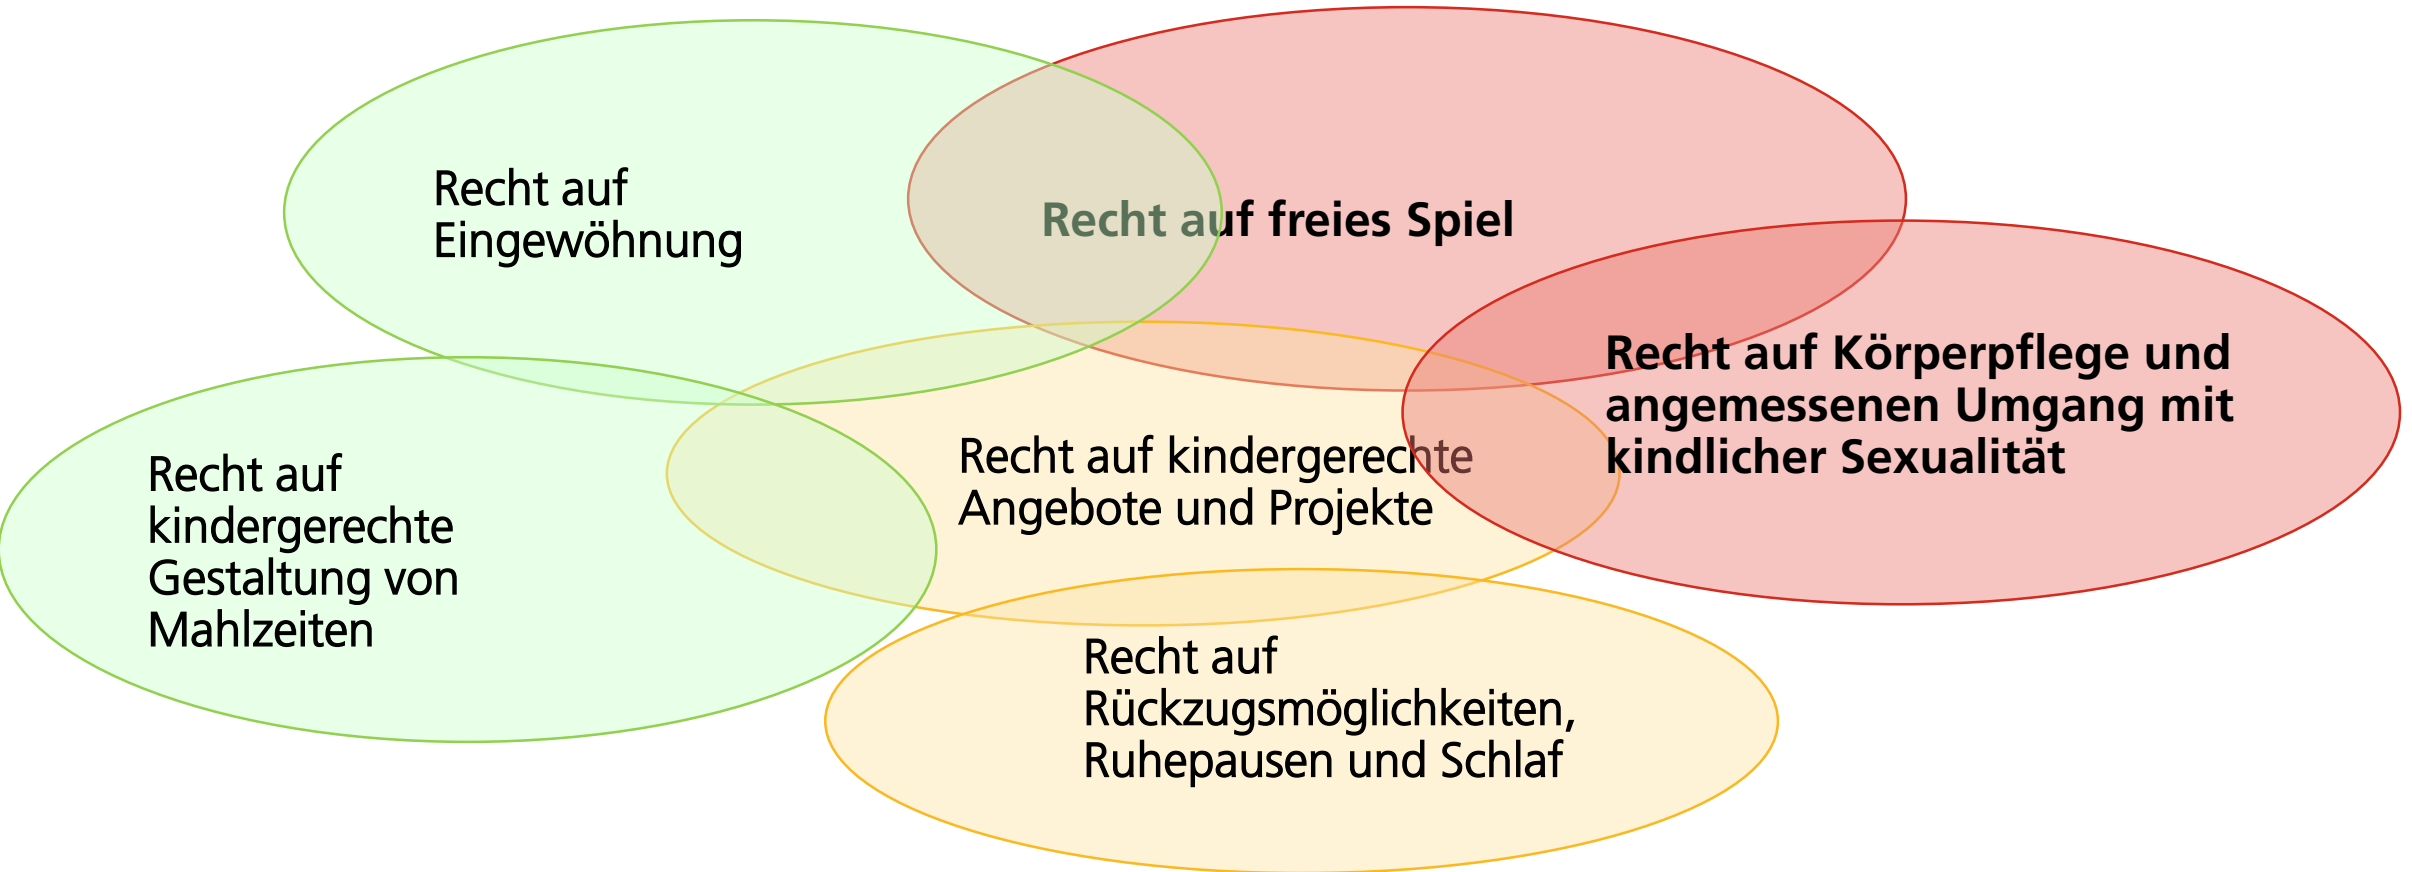 Recht auf
Eingewöhnung
Recht auf freies Spiel
Recht auf Körperpflege und
angemessenen Umgang mit
kindlicher Sexualität
Recht auf kindergerechte
Angebote und Projekte
Recht auf
kindergerechte
Gestaltung von
Mahlzeiten
Recht auf
Rückzugsmöglichkeiten,
Ruhepausen und Schlaf